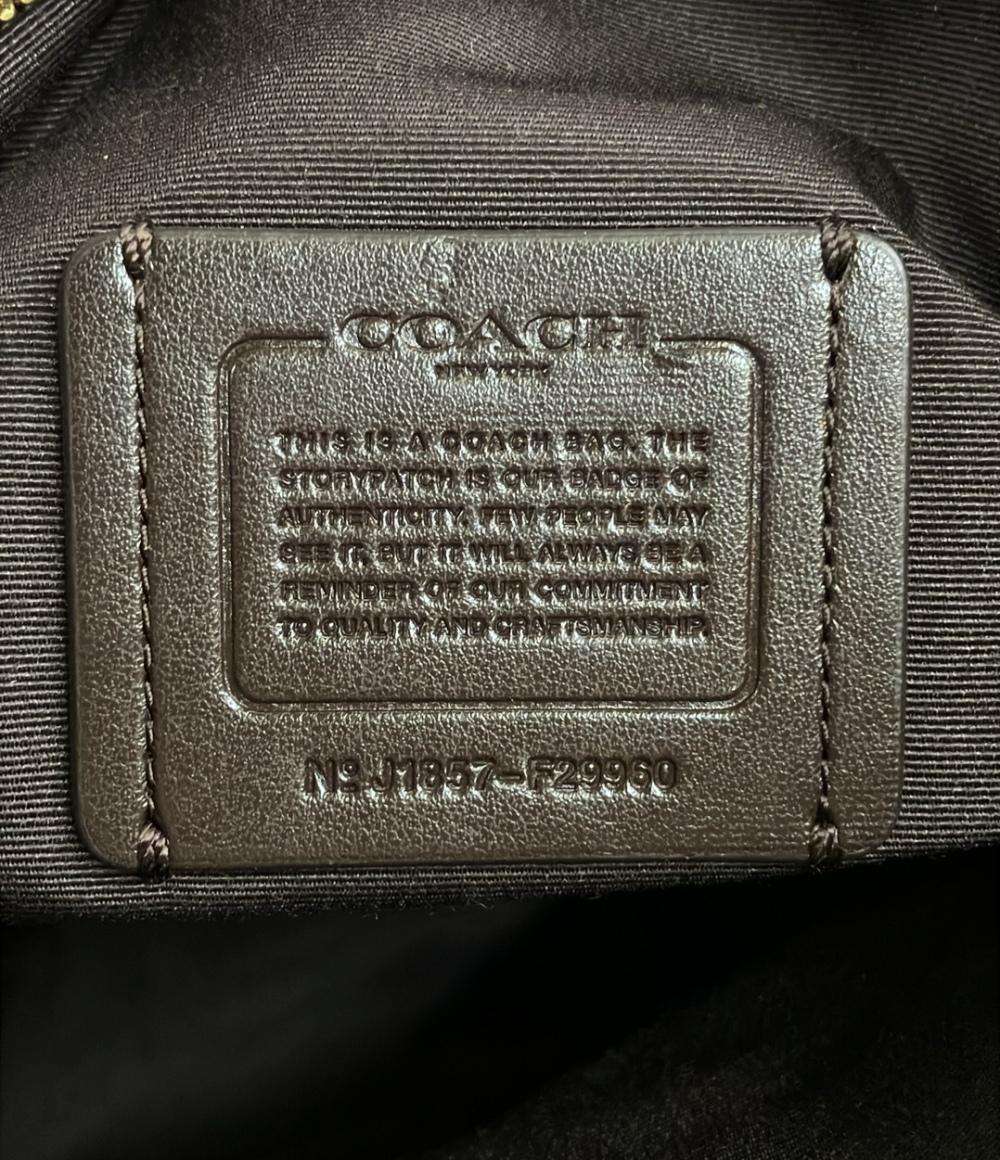 COACH
NEW YORK
THIS IS A COACH BAG. THE
STORYPATCH IS OUR BADGE OF
AUTHENTICITY. FEW PEOPLE MAY
SEE IT, BUT IT WILL ALWAYS BE A
REMINDER OF OUR COMMITMENT
TO QUALITY AND CRAFTSMANSHIP.
Nº J1857-F29960